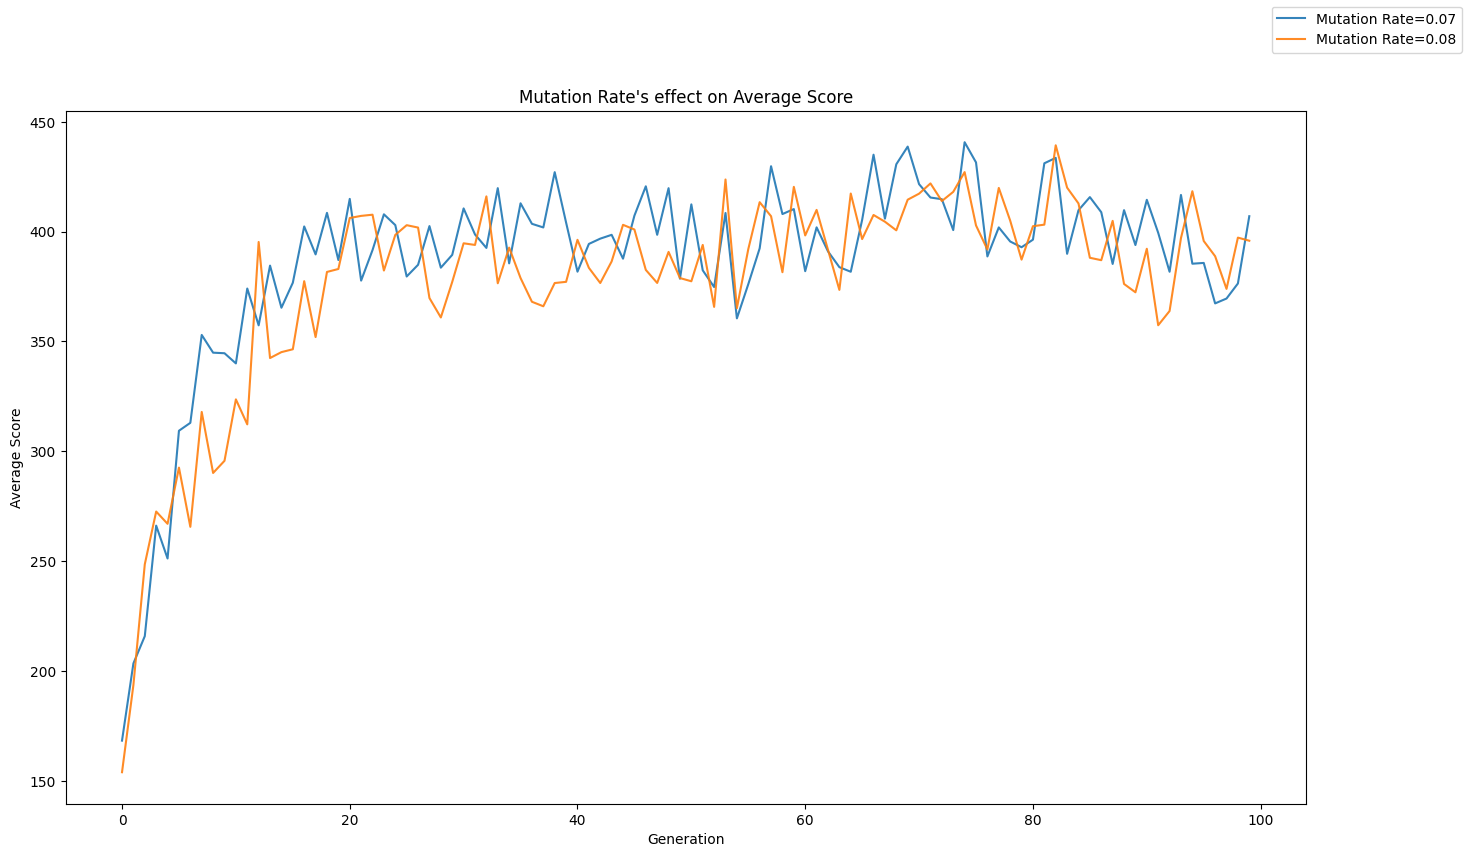 Mutation Rate=0.07
Mutation Rate=0.08
Mutation Rate's effect on Average Score
450
400
350
300
250
200
150
Average Score
0 20 40 60 80 100
Generation